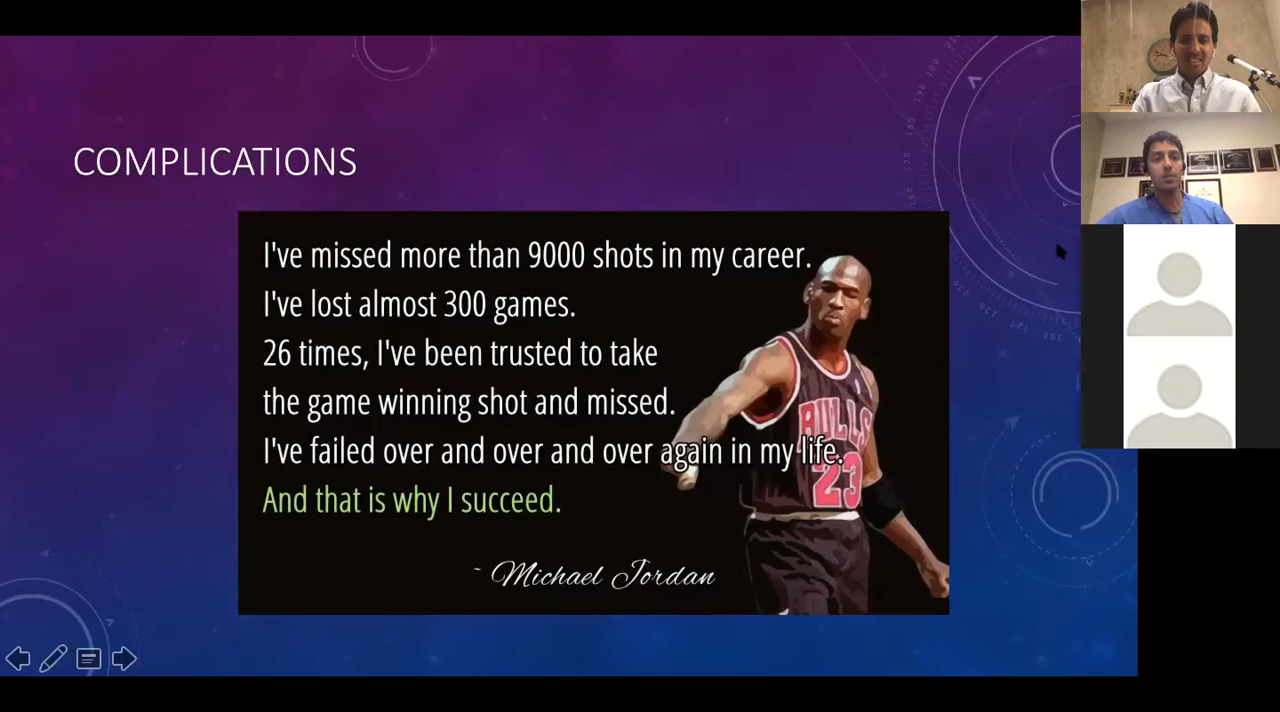 COMPLICATIONS
I've missed more than 9000 shots in my career.
I've lost almost 300 games.
26 times, I've been trusted to take
the game winning shot and missed.
I've failed over and over and over again in my life.
And that is why I succeed.
~ Michael Jordan
BULLS
23